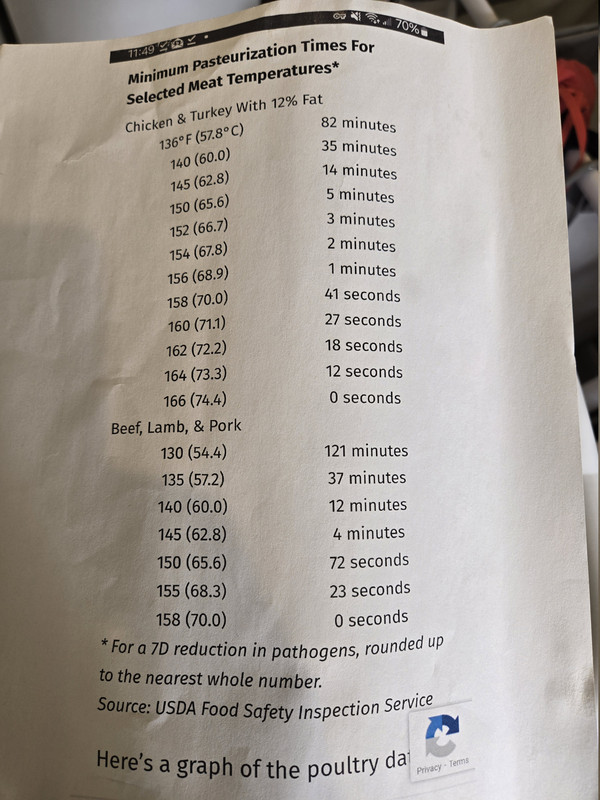 11:49 70%
Minimum Pasteurization Times For
Selected Meat Temperatures*
Chicken & Turkey With 12% Fat
136°F (57.8°C) 82 minutes
140 (60.0) 35 minutes
145 (62.8) 14 minutes
150 (65.6) 5 minutes
152 (66.7) 3 minutes
154 (67.8) 2 minutes
156 (68.9) 1 minutes
158 (70.0) 41 seconds
160 (71.1) 27 seconds
162 (72.2) 18 seconds
164 (73.3) 12 seconds
166 (74.4) 0 seconds
Beef, Lamb, & Pork
130 (54.4) 121 minutes
135 (57.2) 37 minutes
140 (60.0) 12 minutes
145 (62.8) 4 minutes
150 (65.6) 72 seconds
155 (68.3) 23 seconds
158 (70.0) 0 seconds
* For a 7D reduction in pathogens, rounded up
to the nearest whole number.
Source: USDA Food Safety Inspection Service
Here's a graph of the poultry dat
Privacy - Terms